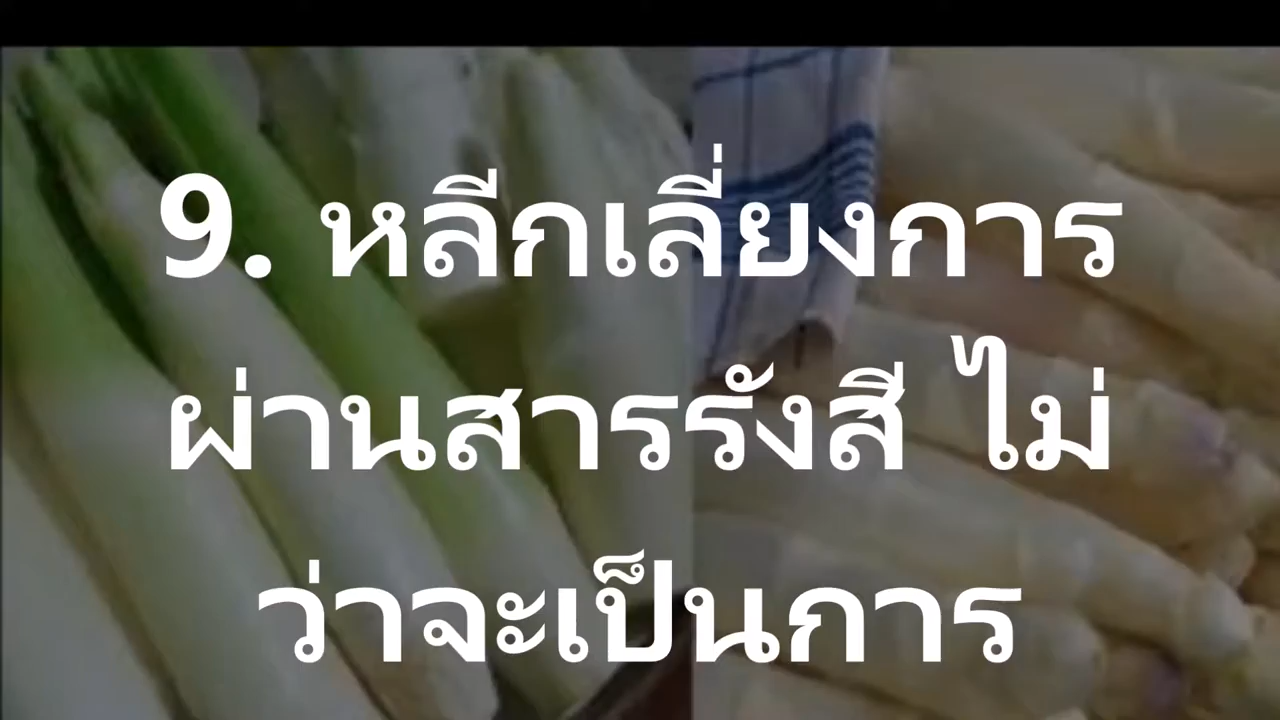 9. หลีกเลี่ยงการ
ผ่านสารรังสี ไม่
ว่าจะเป็นการ